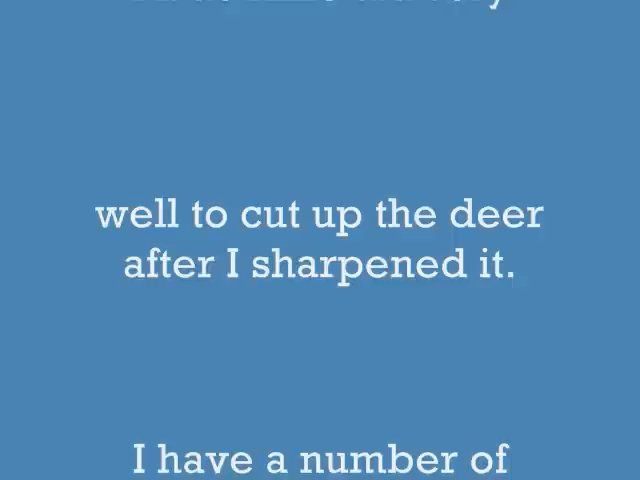 well to cut up the deer
after I sharpened it.
I have a number of